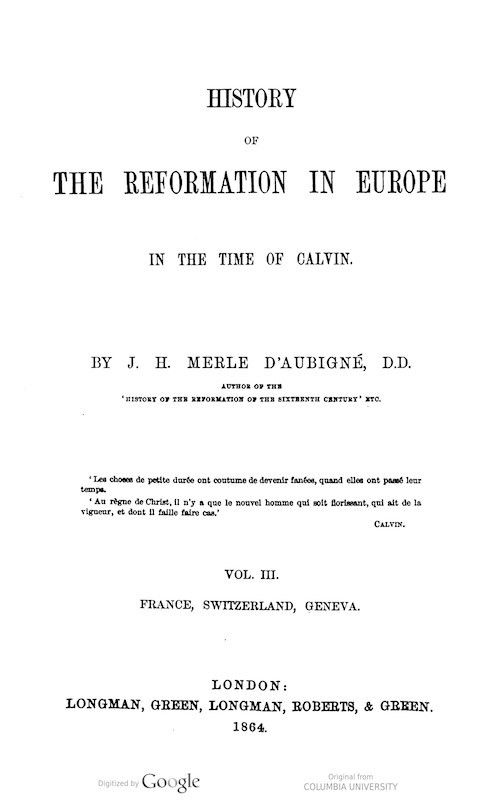 HISTORY
OF
THE REFORMATION IN EUROPE
IN THE TIME OF CALVIN.
BY J. H. MERLE D'AUBIGNÉ, D.D.
AUTHOR OF THE
'HISTORY OF THE REFORMATION OF THE SIXTEENTH CENTURY' ETC.
'Les choses de petite durée ont coutume de devenir fanées, quand elles ont passé leur
temps.
'Au règne de Christ, il n'y a que le nouvel homme qui soit florissant, qui ait de la
vigueur, et dont il faille faire cas.'
CALVIN.
VOL. III.
FRANCE, SWITZERLAND, GENEVA.
LONDON:
LONGMAN, GREEN, LONGMAN, ROBERTS, & GREEN.
1864.
Digitized by Google
Original from
COLUMBIA UNIVERSITY